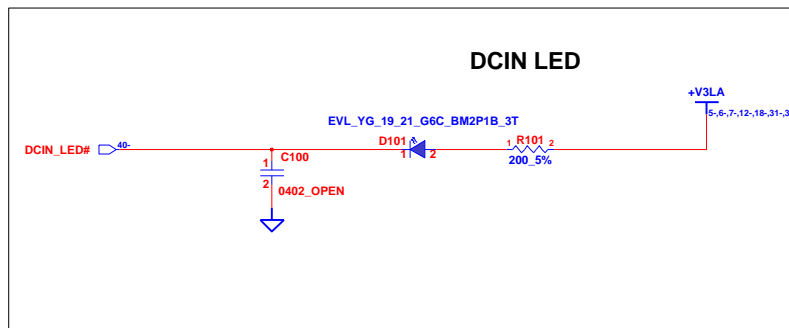 DCIN LED
+V3LA
5-,6-,7-,12-,18-,31-,3
EVL_YG_19_21_G6C_BM2P1B_3T
DCIN_LED#
40-
D101
1
2
1
R101
2
200_5%
1
C100
2
0402_OPEN